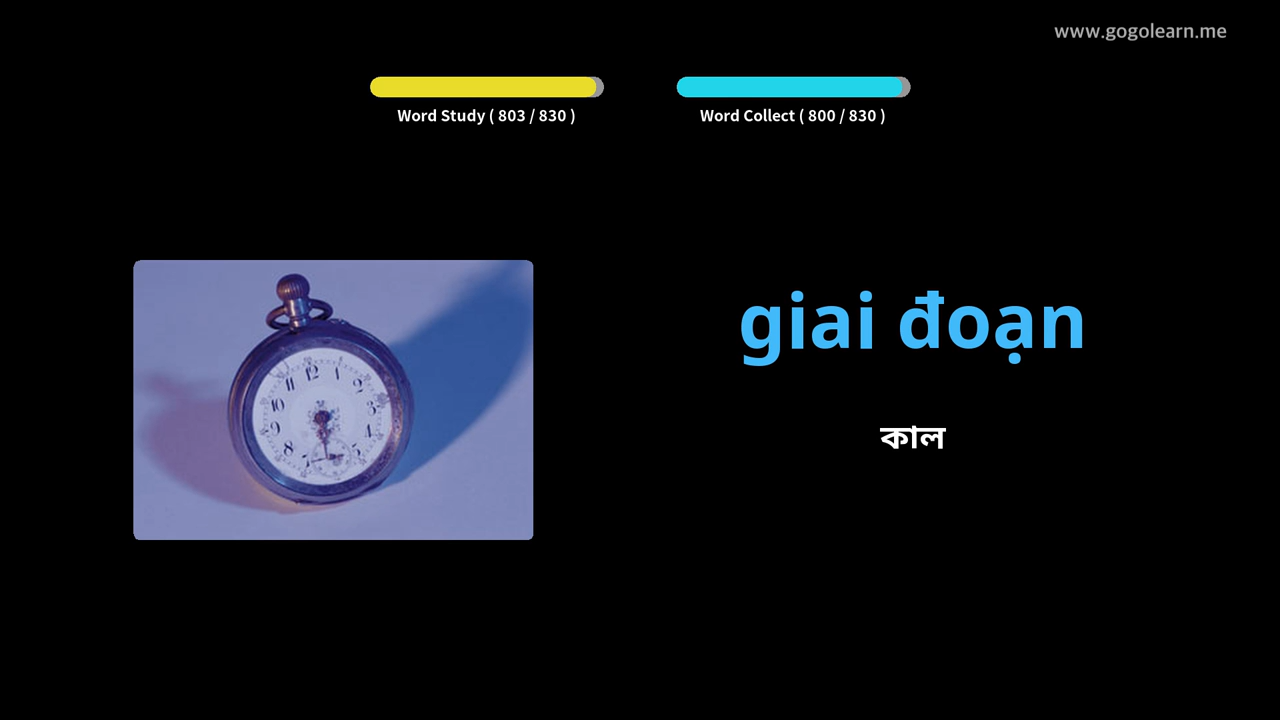 www.gogolearn.me
Word Study ( 803 / 830 )
Word Collect ( 800 / 830 )
giai đoạn
কাল